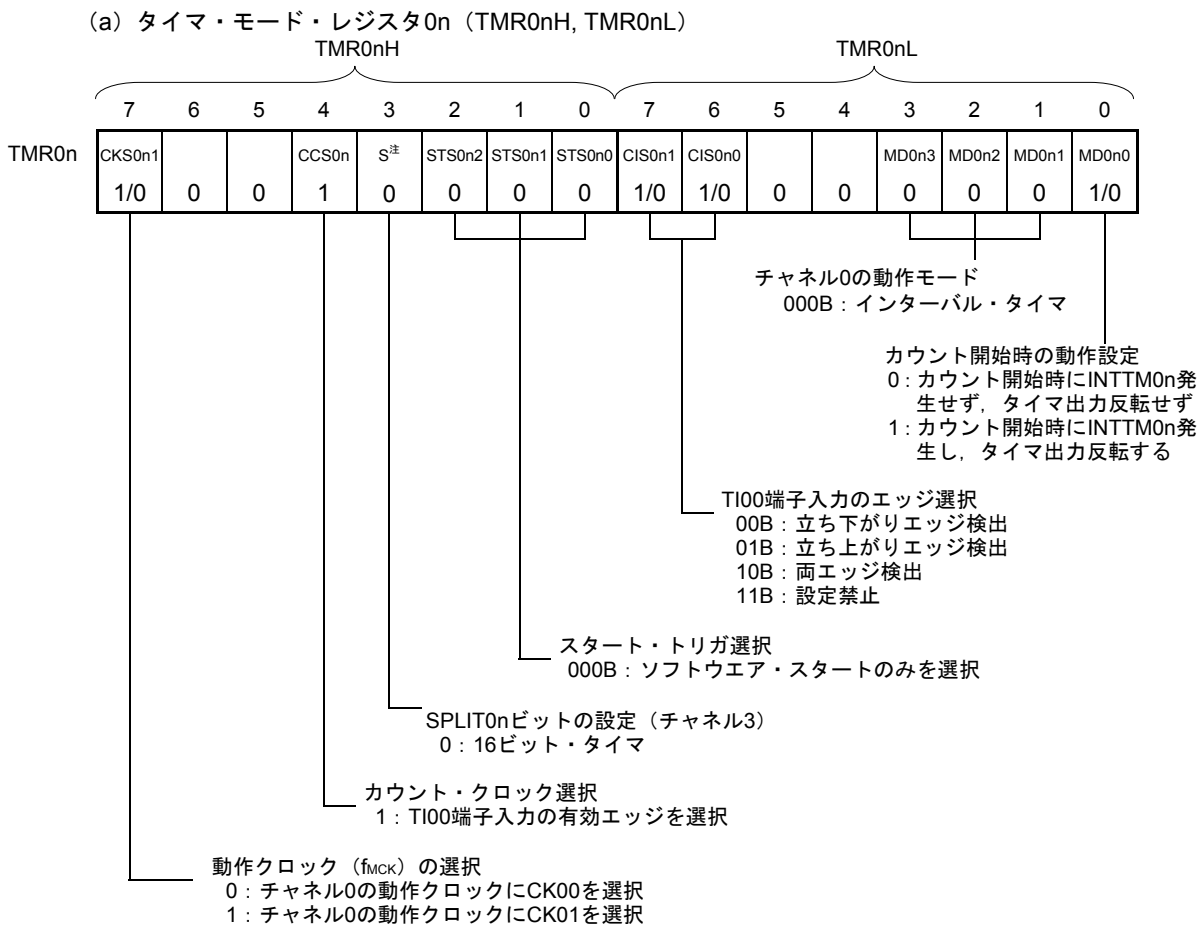 (a) タイマ・モード・レジスタ0n（TMR0nH, TMR0nL）
TMR0nH TMR0nL
7 6 5 4 3 2 1 0 7 6 5 4 3 2 1 0
TMR0n CKS0n1 CCS0n S注 STS0n2 STS0n1 STS0n0 CIS0n1 CIS0n0 MD0n3 MD0n2 MD0n1 MD0n0
1/0 0 0 1 0 0 0 0 1/0 1/0 0 0 0 0 0 1/0
チャネル0の動作モード
000B：インターバル・タイマ
カウント開始時の動作設定
0：カウント開始時にINTTM0n発
生せず，タイマ出力反転せず
1：カウント開始時にINTTM0n発
生し，タイマ出力反転する
TI00端子入力のエッジ選択
00B：立ち下がりエッジ検出
01B：立ち上がりエッジ検出
10B：両エッジ検出
11B：設定禁止
スタート・トリガ選択
000B：ソフトウエア・スタートのみを選択
SPLIT0nビットの設定（チャネル3）
0：16ビット・タイマ
カウント・クロック選択
1：TI00端子入力の有効エッジを選択
動作クロック（fMCK）の選択
0：チャネル0の動作クロックにCK00を選択
1：チャネル0の動作クロックにCK01を選択